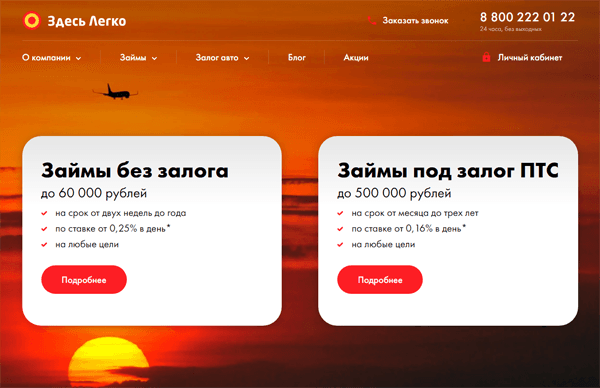 Здесь Легко
Заказать звонок
8 800 222 01 22
24 часа, без выходных
О компании
Займы
Залог авто
Блог
Акции
Личный кабинет
Займы без залога
до 60 000 рублей
на срок от двух недель до года
по ставке от 0,25% в день*
на любые цели
Подробнее
Займы под залог ПТС
до 500 000 рублей
на срок от месяца до трех лет
по ставке от 0,16% в день*
на любые цели
Подробнее